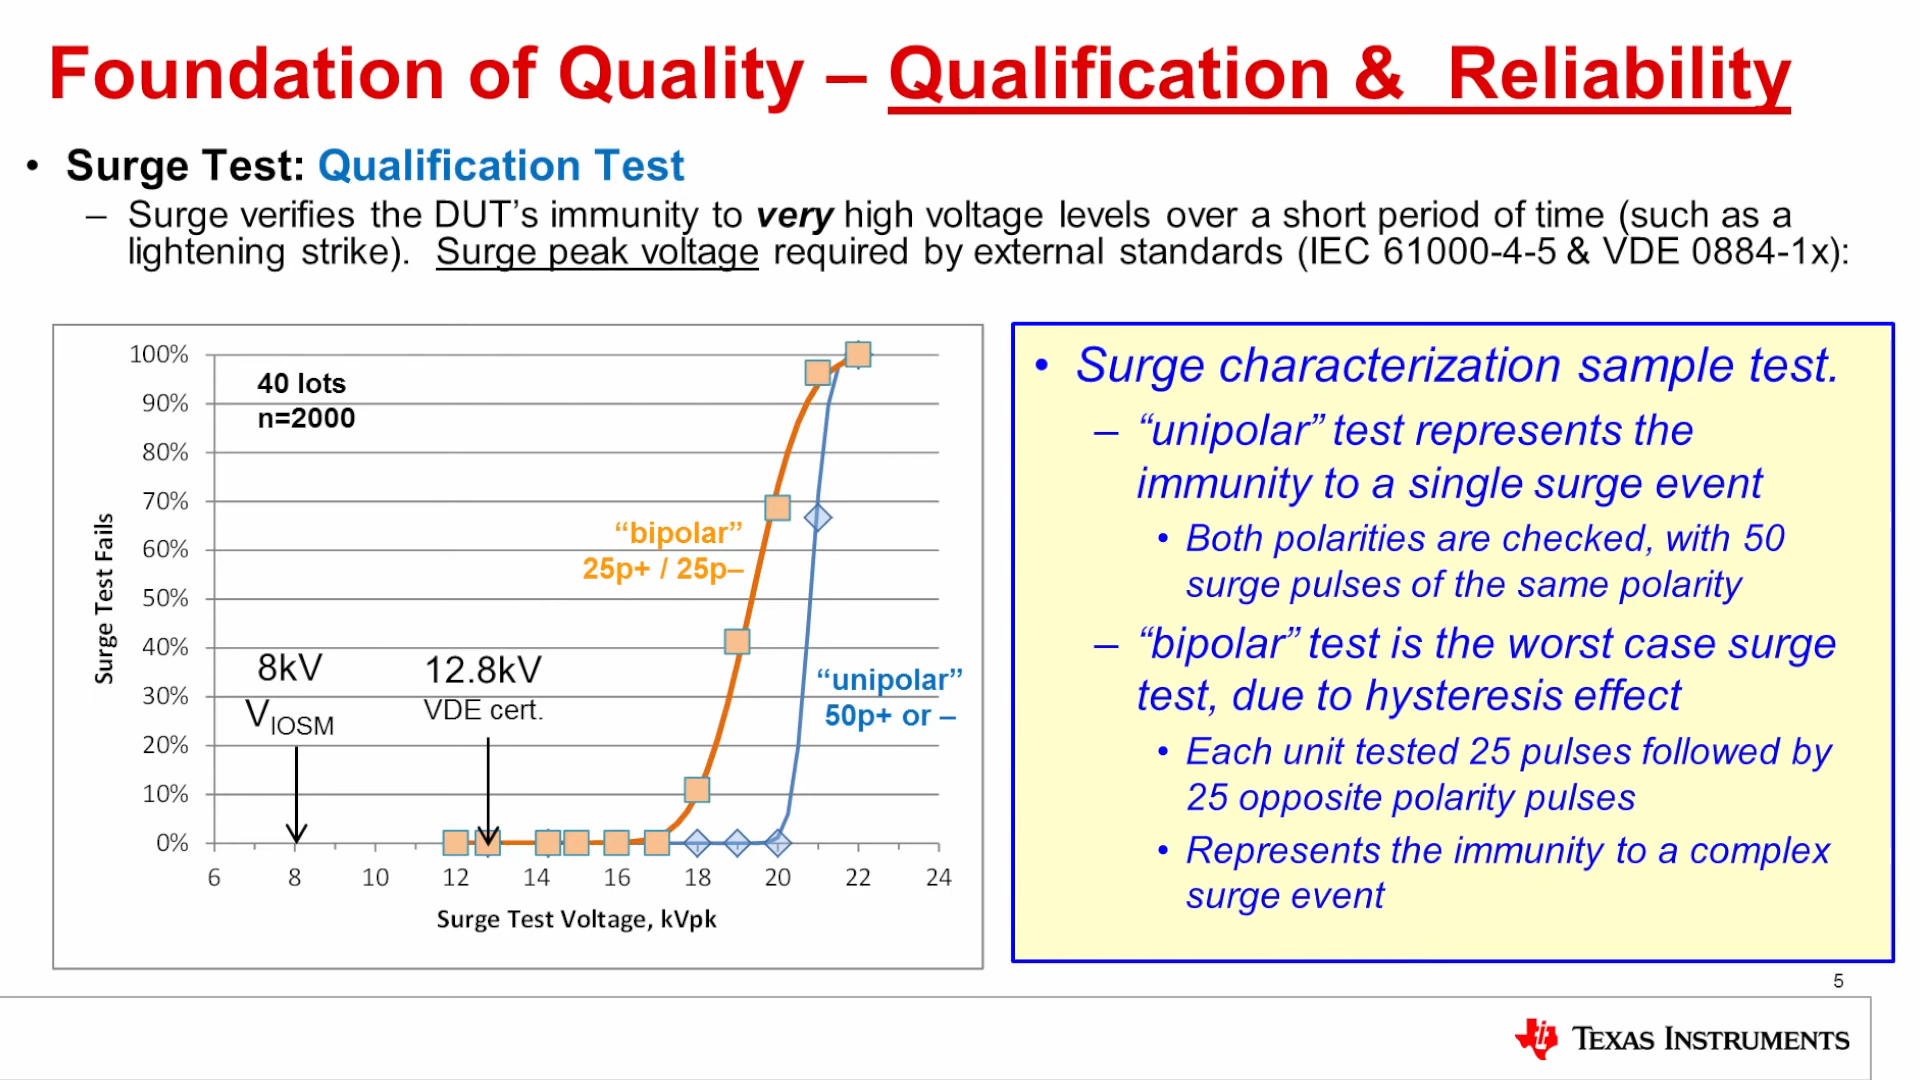 Foundation of Quality – Qualification & Reliability
• Surge Test: Qualification Test
– Surge verifies the DUT’s immunity to very high voltage levels over a short period of time (such as a
lightening strike). Surge peak voltage required by external standards (IEC 61000-4-5 & VDE 0884-1x):
100%
90%
80%
70%
60%
50%
40%
30%
20%
10%
0%
Surge Test Fails
40 lots
n=2000
“bipolar”
25p+ / 25p–
8kV
VIOSM
12.8kV
VDE cert.
“unipolar”
50p+ or –
6 8 10 12 14 16 18 20 22 24
Surge Test Voltage, kVpk
• Surge characterization sample test.
– “unipolar” test represents the
immunity to a single surge event
• Both polarities are checked, with 50
surge pulses of the same polarity
– “bipolar” test is the worst case surge
test, due to hysteresis effect
• Each unit tested 25 pulses followed by
25 opposite polarity pulses
• Represents the immunity to a complex
surge event
5
TEXAS INSTRUMENTS